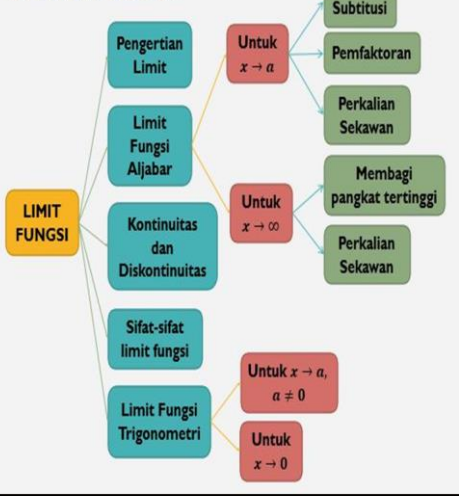 LIMIT
FUNGSI
Pengertian
Limit
Limit
Fungsi
Aljabar
Untuk
x → a
Subtitusi
Pemfaktoran
Perkalian
Sekawan
Untuk
x → ∞
Membagi
pangkat tertinggi
Perkalian
Sekawan
Kontinuitas
dan
Diskontinuitas
Sifat-sifat
limit fungsi
Limit Fungsi
Trigonometri
Untuk x → a,
a ≠ 0
Untuk
x → 0